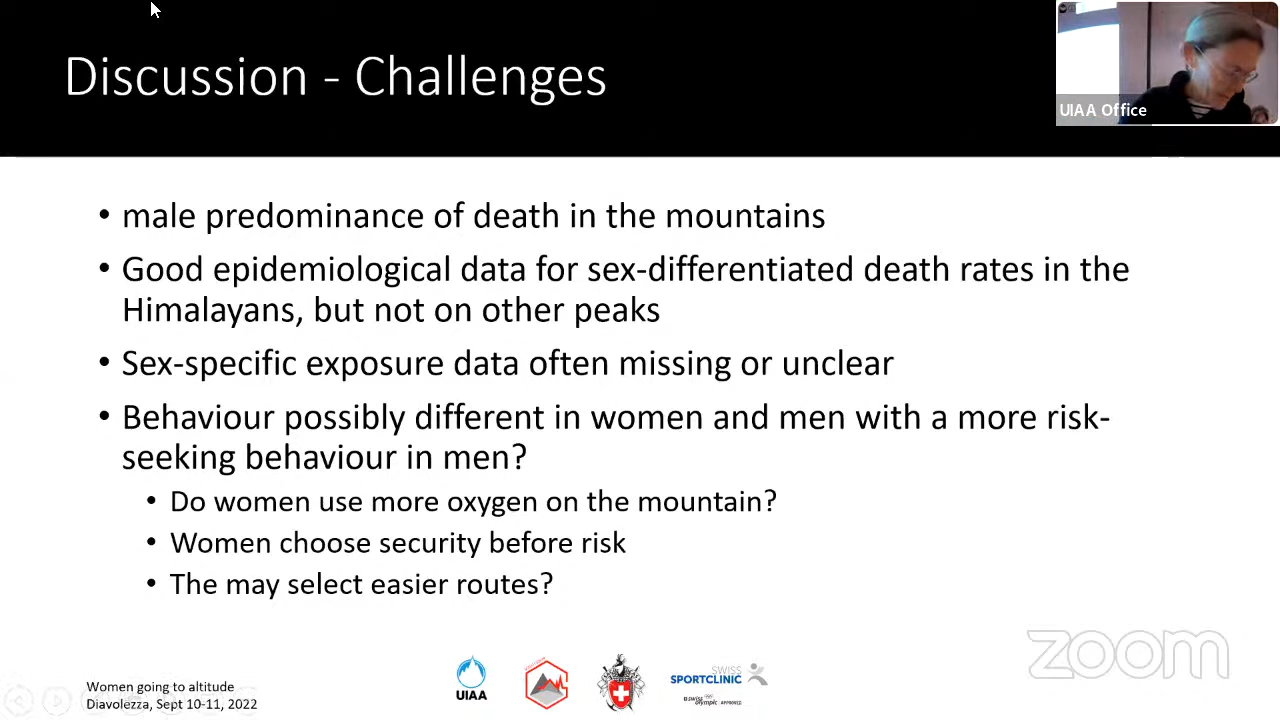 Discussion - Challenges
UIAA Office
• male predominance of death in the mountains
• Good epidemiological data for sex-differentiated death rates in the
Himalayans, but not on other peaks
• Sex-specific exposure data often missing or unclear
• Behaviour possibly different in women and men with a more risk-
seeking behaviour in men?
• Do women use more oxygen on the mountain?
• Women choose security before risk
• The may select easier routes?
zoom
Women going to altitude
Diavolezza, Sept 10-11, 2022
UIAA
SWISS
SPORTCLINIC